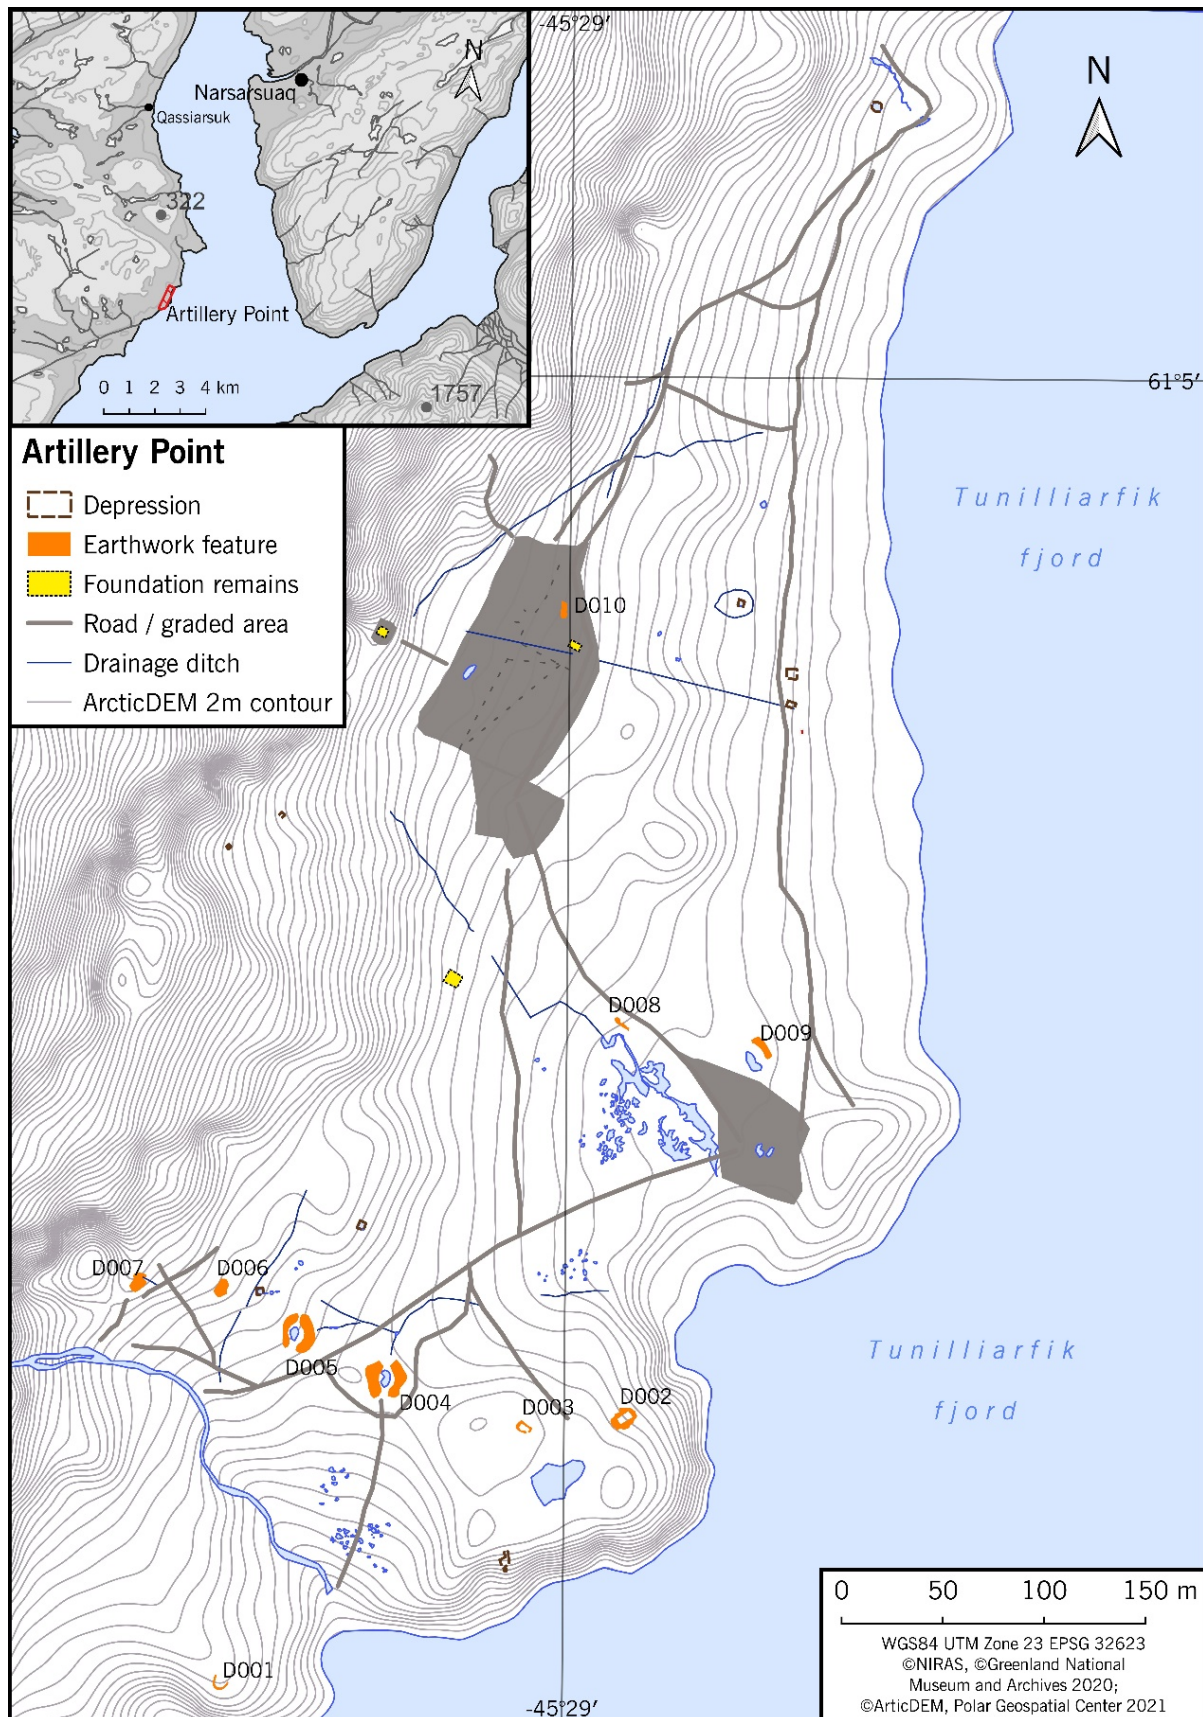 -45°29'
N
Narsarsuaq
Qassiarsuk
322
Artillery Point
0 1 2 3 4 km
1757
N
61°5'
Artillery Point
Depression
Earthwork feature
Foundation remains
Road / graded area
Drainage ditch
ArcticDEM 2m contour
Tunilliarfik
fjord
D010
D008
D009
D007
D006
D005
D004
D003
D002
Tunilliarfik
fjord
D001
-45°29'
0 50 100 150 m
WGS84 UTM Zone 23 EPSG 32623
©NIRAS, ©Greenland National
Museum and Archives 2020;
©ArticDEM, Polar Geospatial Center 2021